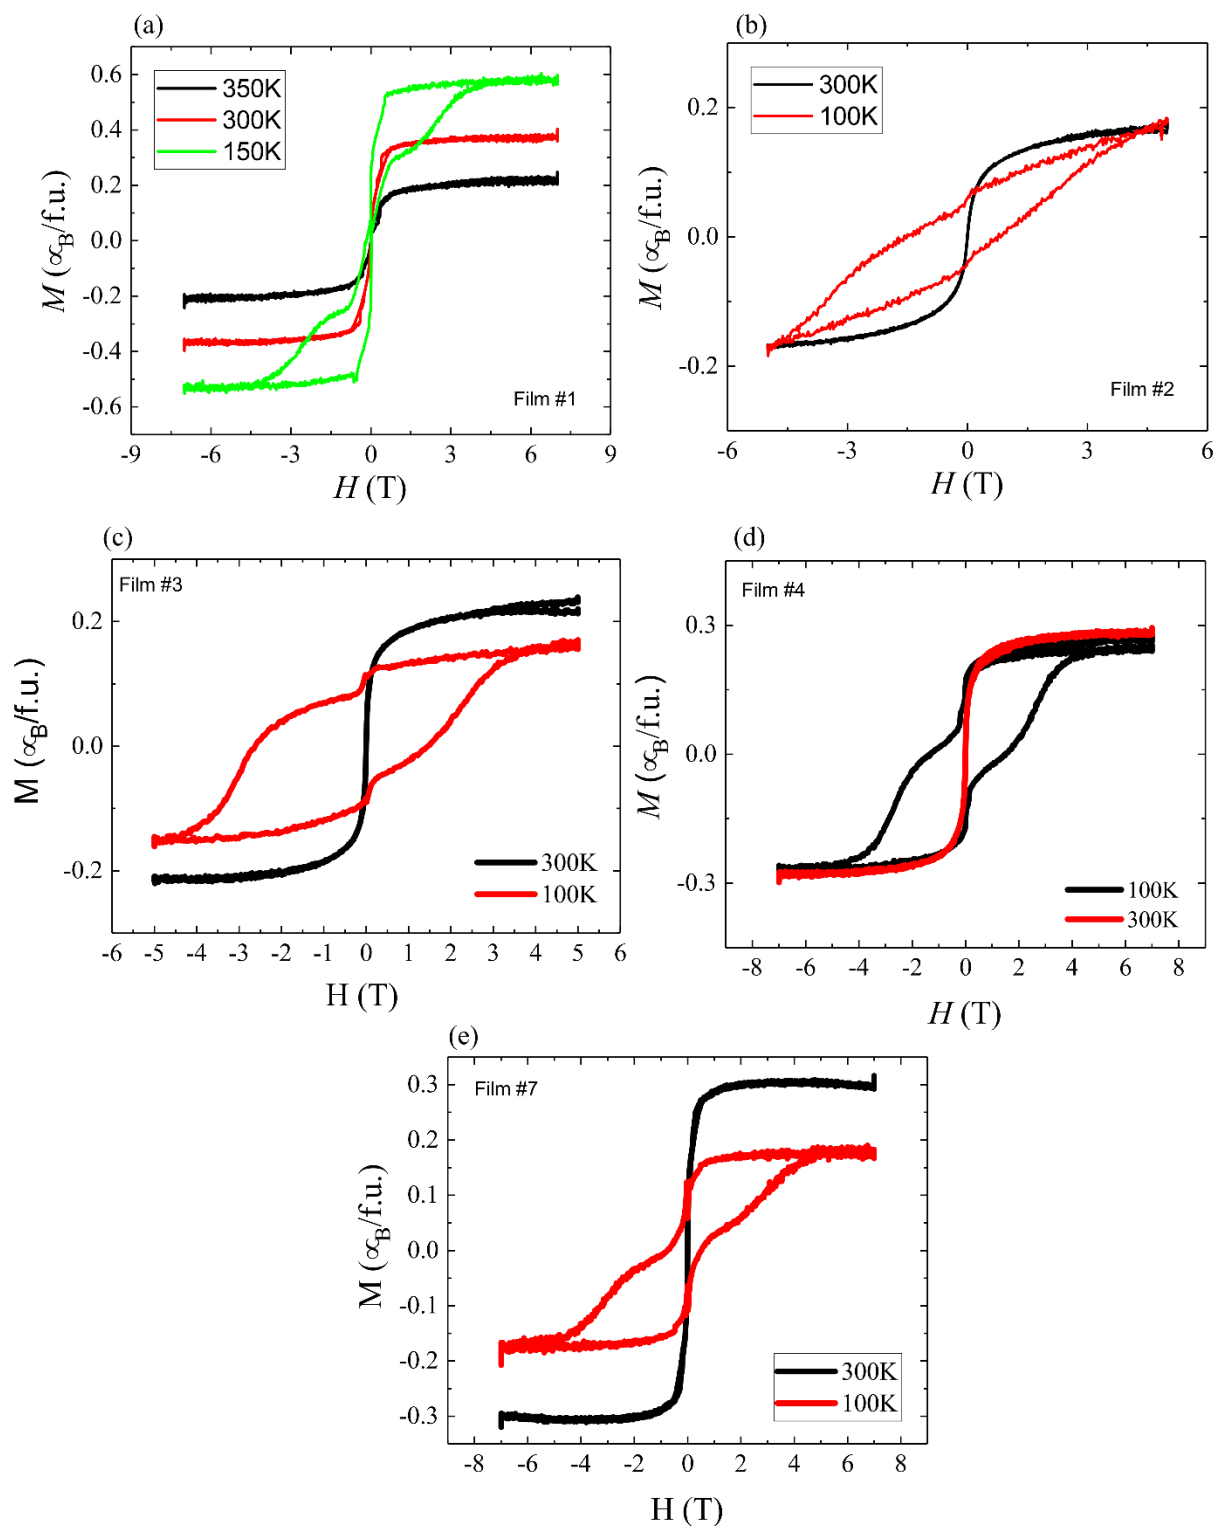 (a)
0.6
0.4
0.2
0.0
-0.2
-0.4
-0.6
M (∝B/f.u.)
350K
300K
150K
Film #1
-9 -6 -3 0 3 6 9
H (T)
(b)
0.2
0.0
-0.2
M (∝B/f.u.)
300K
100K
Film #2
-6 -3 0 3 6
H (T)
(c)
Film #3
0.2
0.0
-0.2
M (∝B/f.u.)
300K
100K
-6 -5 -4 -3 -2 -1 0 1 2 3 4 5 6
H (T)
(d)
Film #4
0.3
0.0
-0.3
M (∝B/f.u.)
100K
300K
-8 -6 -4 -2 0 2 4 6 8
H (T)
(e)
Film #7
0.3
0.2
0.1
0.0
-0.1
-0.2
-0.3
M (∝B/f.u.)
300K
100K
-8 -6 -4 -2 0 2 4 6 8
H (T)